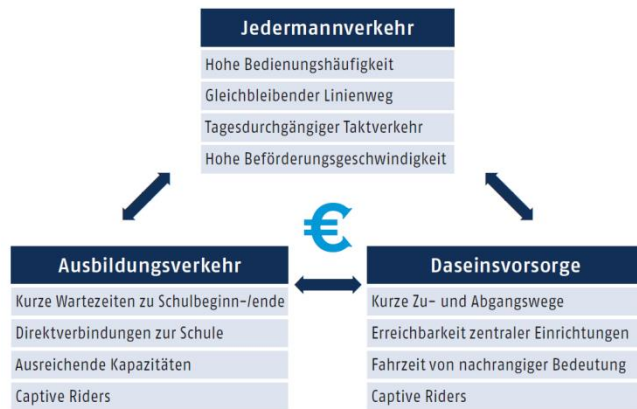 Jedermannverkehr
Hohe Bedienungshäufigkeit
Gleichbleibender Linienweg
Tagesdurchgängiger Taktverkehr
Hohe Beförderungsgeschwindigkeit
€
Ausbildungsverkehr
Kurze Wartezeiten zu Schulbeginn-/ende
Direktverbindungen zur Schule
Ausreichende Kapazitäten
Captive Riders
Daseinsvorsorge
Kurze Zu- und Abgangswege
Erreichbarkeit zentraler Einrichtungen
Fahrzeit von nachrangiger Bedeutung
Captive Riders